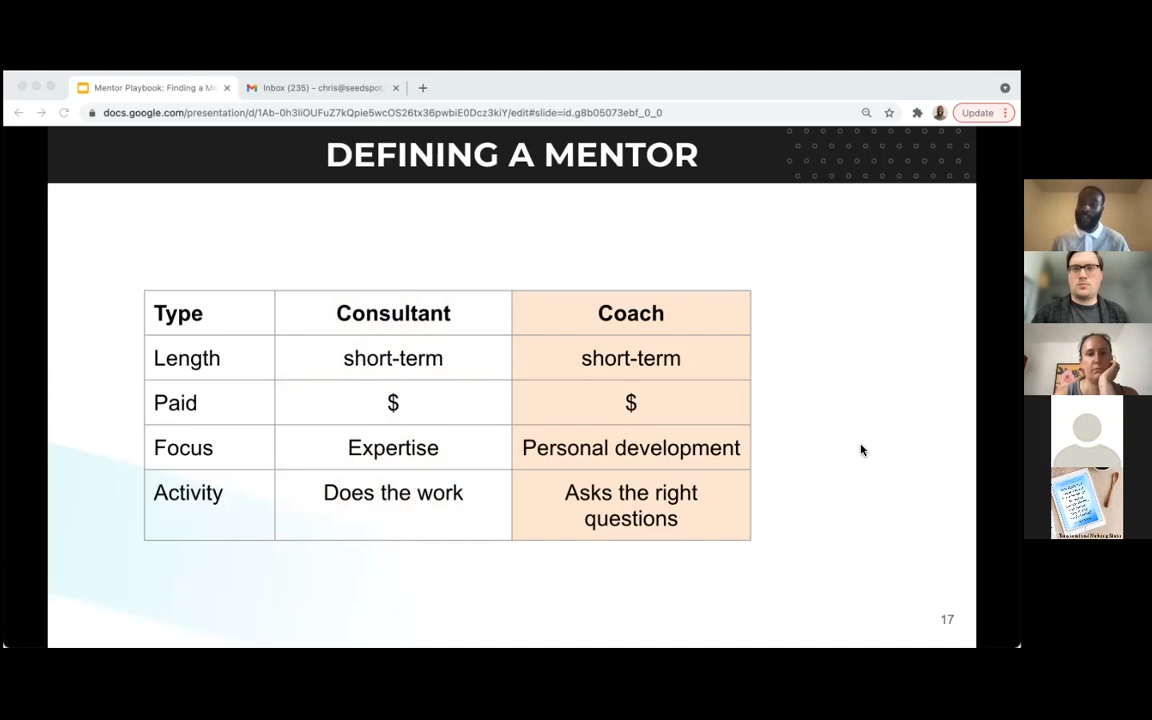 Mentor Playbook: Finding a Me
Inbox (235) - chris@seedspot.
docs.google.com/presentation/d/1Ab-0h3liOUFuZ7kQpie5wcOS26tx36pwbiE0Dcz3kiY/edit#slide=id.g8b05073ebf_0_0
Update
DEFINING A MENTOR
Type Consultant Coach
Length short-term short-term
Paid $ $
Focus Expertise Personal development
Activity Does the work Asks the right
questions
17